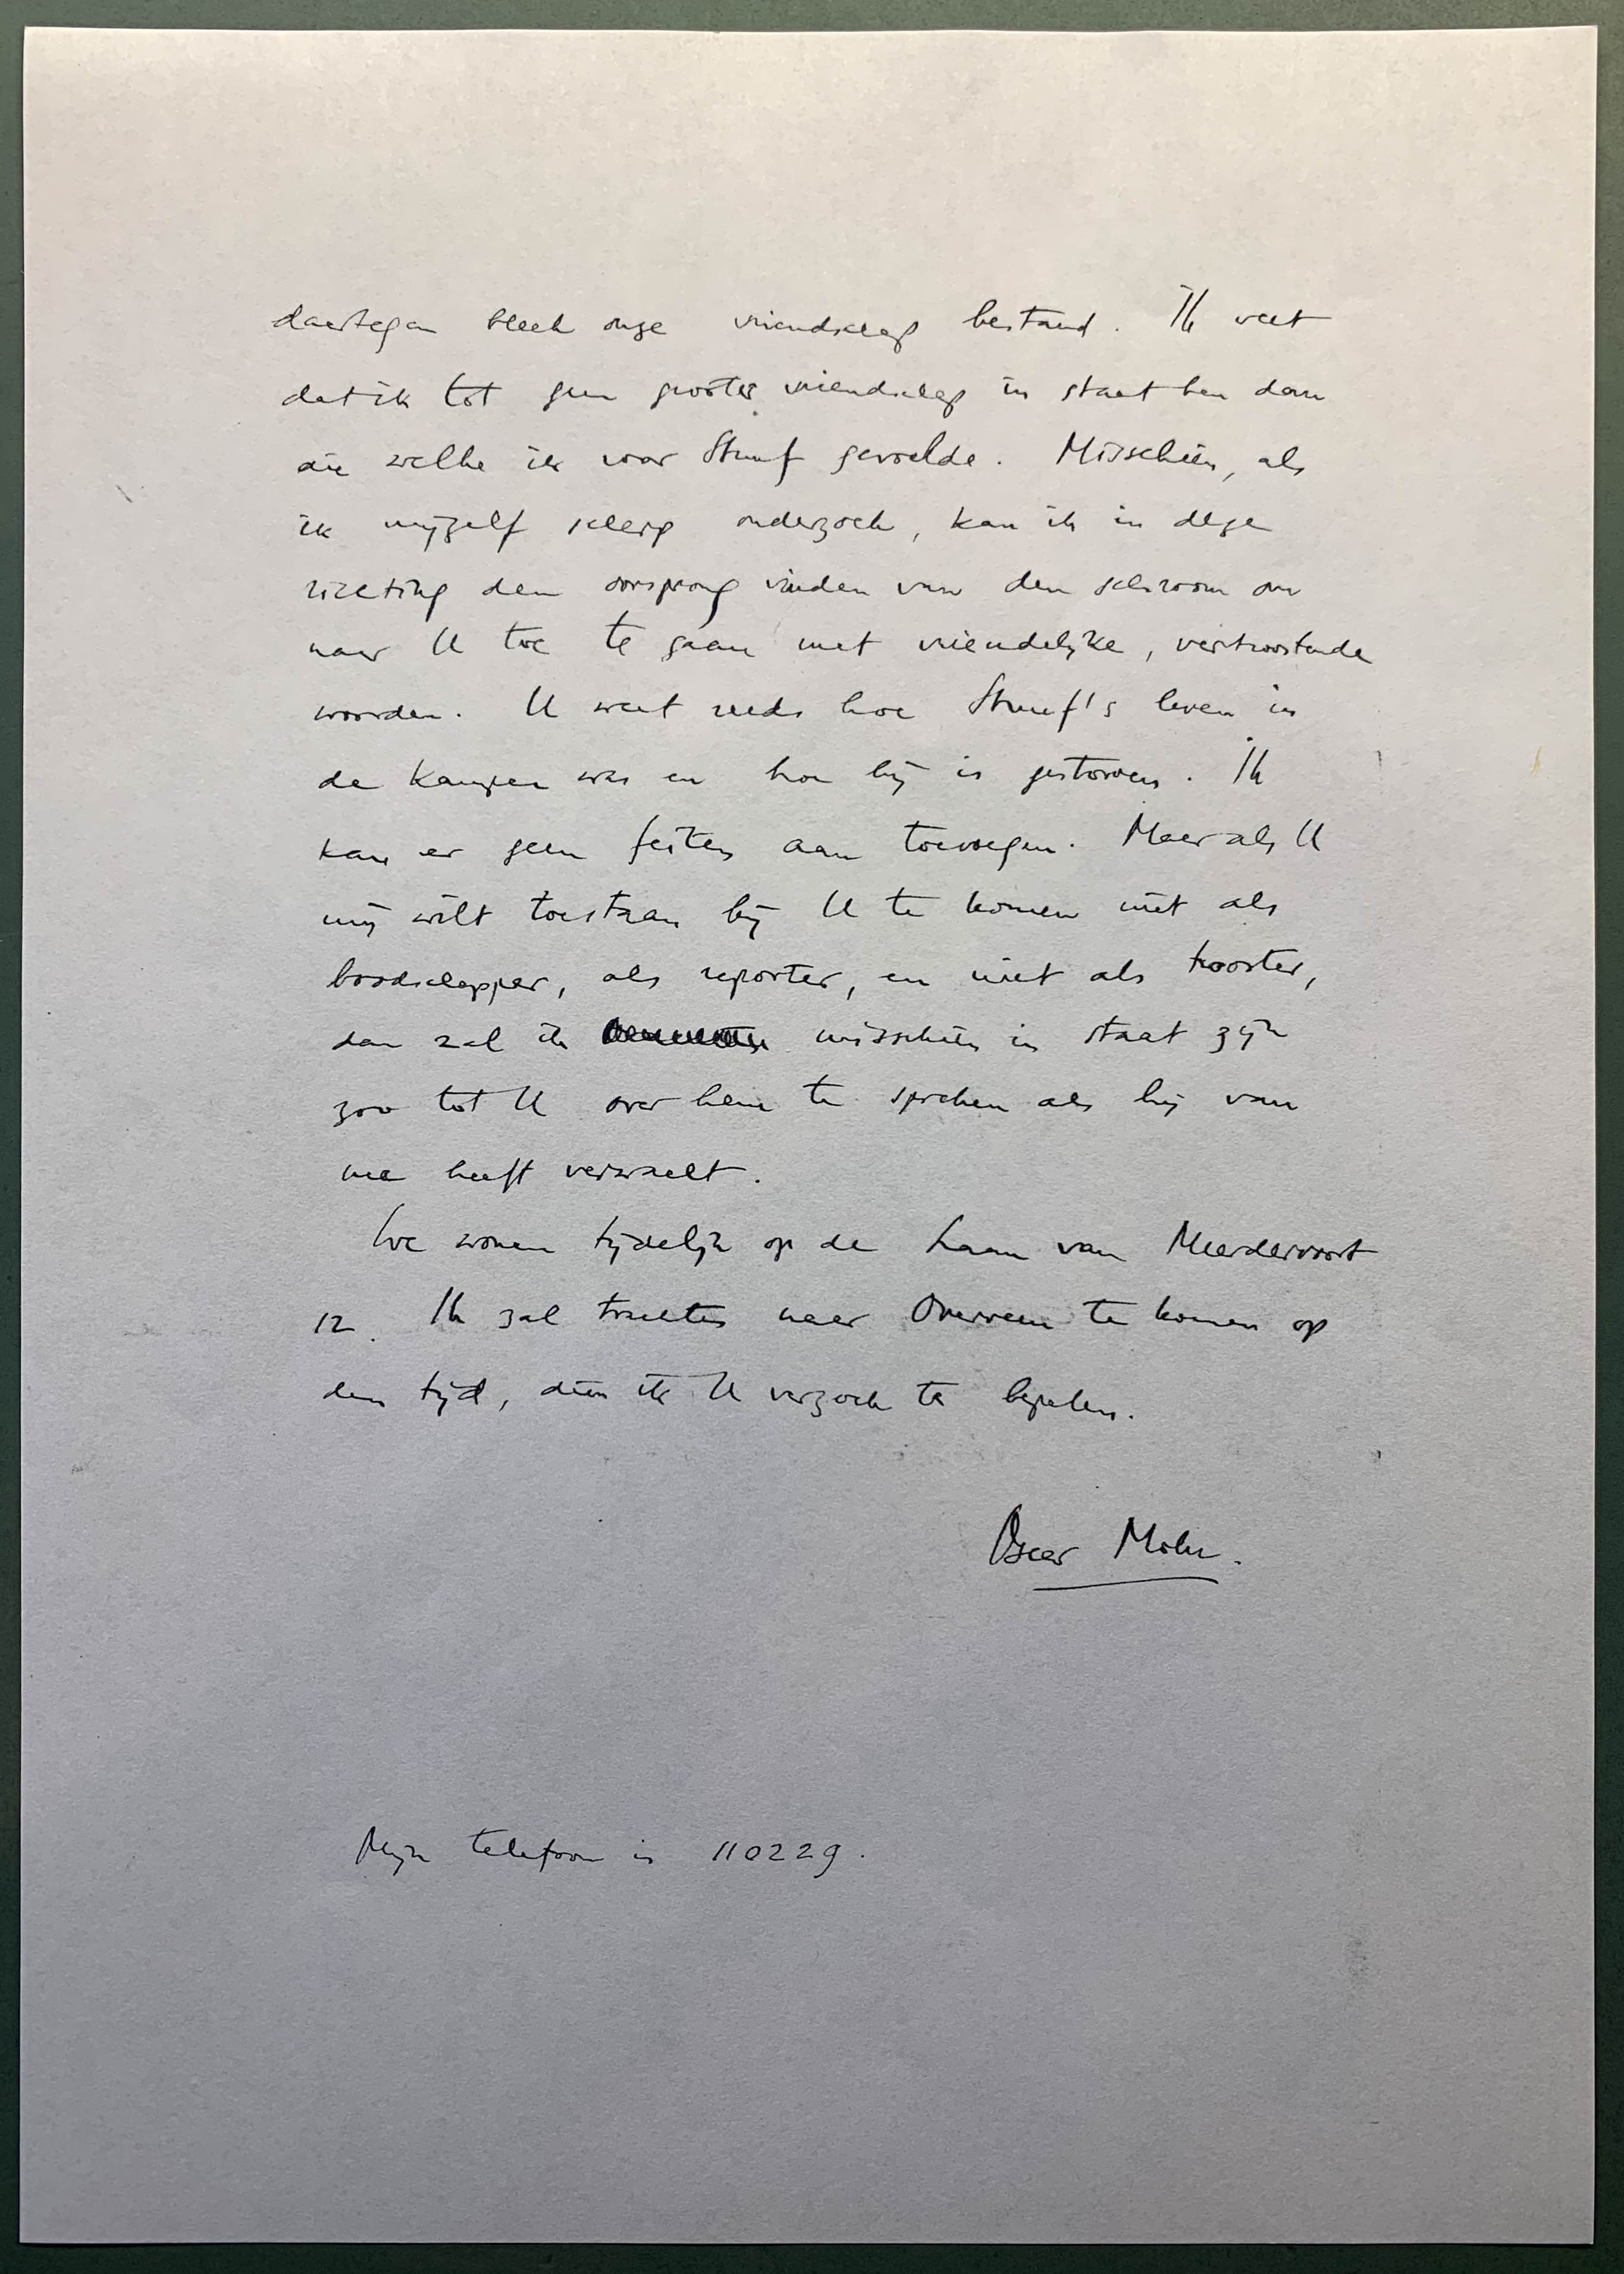 daartegen bleek onze vriendschap bestand. Ik weet
dat ik tot geen grooter vriendschap in staat ben dan
die welke ik voor Stuuf gevoelde. Misschien, als
ik mijzelf scherp onderzoek, kan ik in deze
richting den oorsprong vinden van den schroom om
naar U toe te gaan met vriendelijke, vertroostende
woorden. U weet reeds hoe Stuuf's leven in
de kampen was en hoe hij is gestorven. Ik
kan er geen feiten aan toevoegen. Maar als U
mij wilt toestaan bij U te komen niet als
boodschapper, als reporter, en niet als trooster,
dan zal ik misschien in staat zijn
zoo tot U over hem te spreken als hij van
me heeft verwacht.
We wonen tijdelijk op de Laan van Meerdervoort
12. Ik zal trachten naar Overveen te komen op
den tijd, dien ik U verzoek te bepalen.
Oscar Mohr.
Mijn telefoon is 110229.